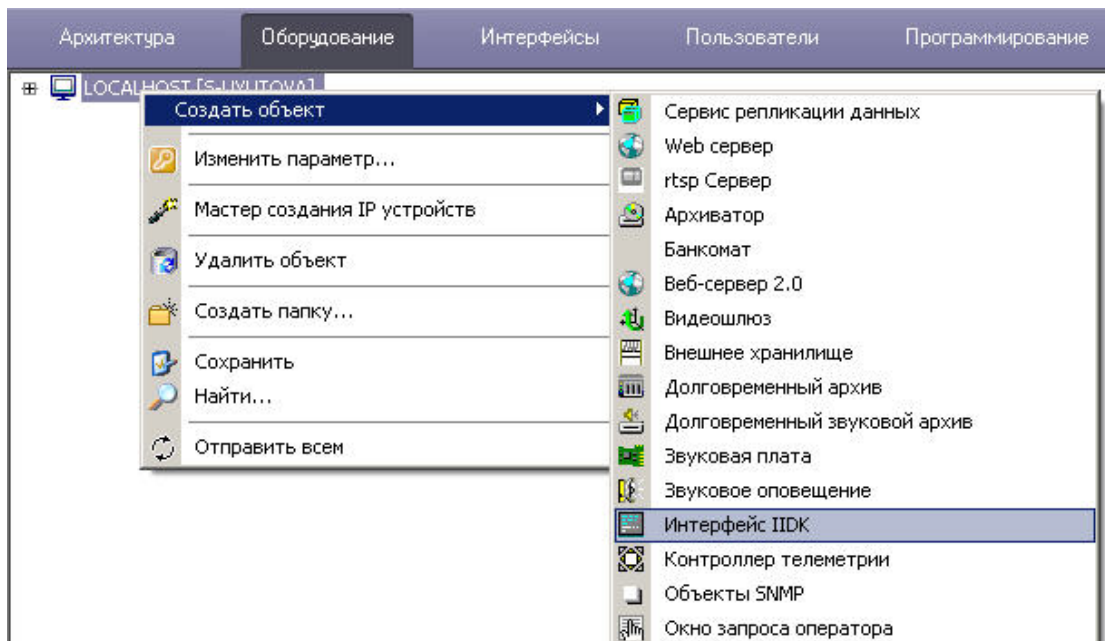 Архитектура Оборудование Интерфейсы Пользователи Программирование
LOCALHOST
Создать объект
Изменить параметр...
Мастер создания IP устройств
Удалить объект
Создать папку...
Сохранить
Найти...
Отправить всем
Сервис репликации данных
Web сервер
rtsp Сервер
Архиватор
Банкомат
Веб-сервер 2.0
Видеошлюз
Внешнее хранилище
Долговременный архив
Долговременный звуковой архив
Звуковая плата
Звуковое оповещение
Интерфейс IIDK
Контроллер телеметрии
Объекты SNMP
Окно запроса оператора